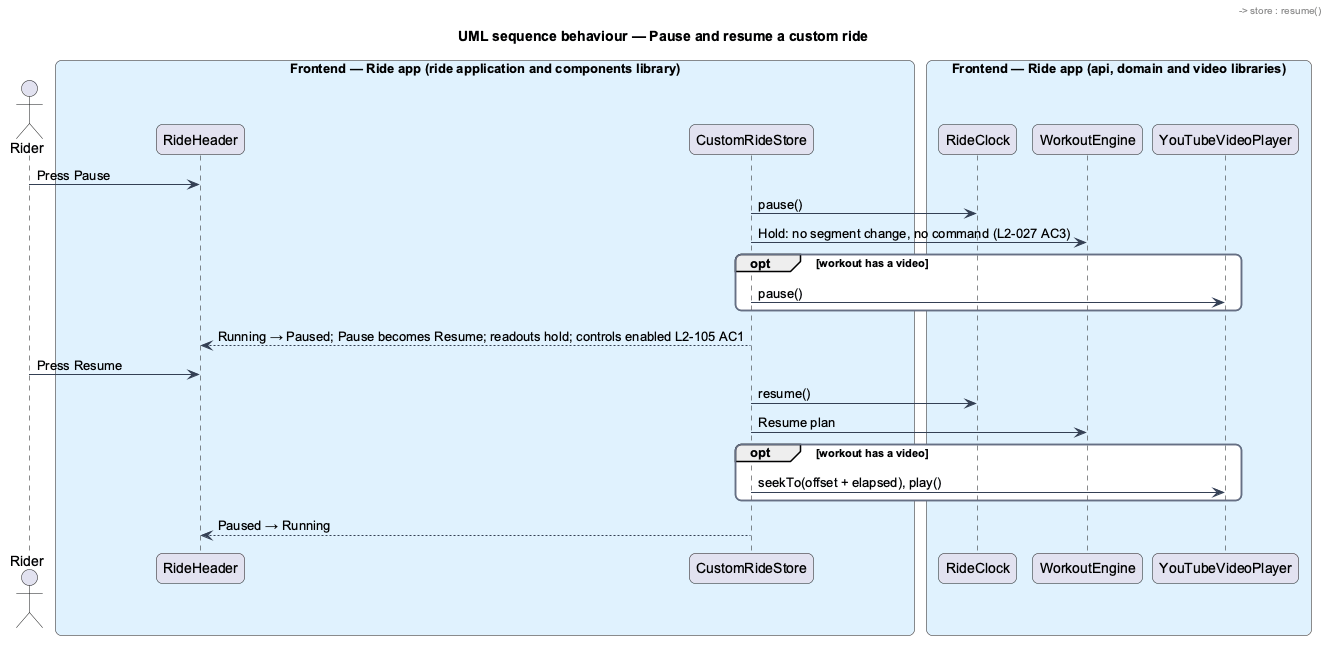 -> store : resume()
UML sequence behaviour — Pause and resume a custom ride
Frontend — Ride app (ride application and components library)
Frontend — Ride app (api, domain and video libraries)
Rider
RideHeader
CustomRideStore
RideClock
WorkoutEngine
YouTubeVideoPlayer
Press Pause
pause()
Hold: no segment change, no command (L2-027 AC3)
opt
[workout has a video]
pause()
Running → Paused; Pause becomes Resume; readouts hold; controls enabled L2-105 AC1
Press Resume
resume()
Resume plan
opt
[workout has a video]
seekTo(offset + elapsed), play()
Paused → Running
Rider
RideHeader
CustomRideStore
RideClock
WorkoutEngine
YouTubeVideoPlayer